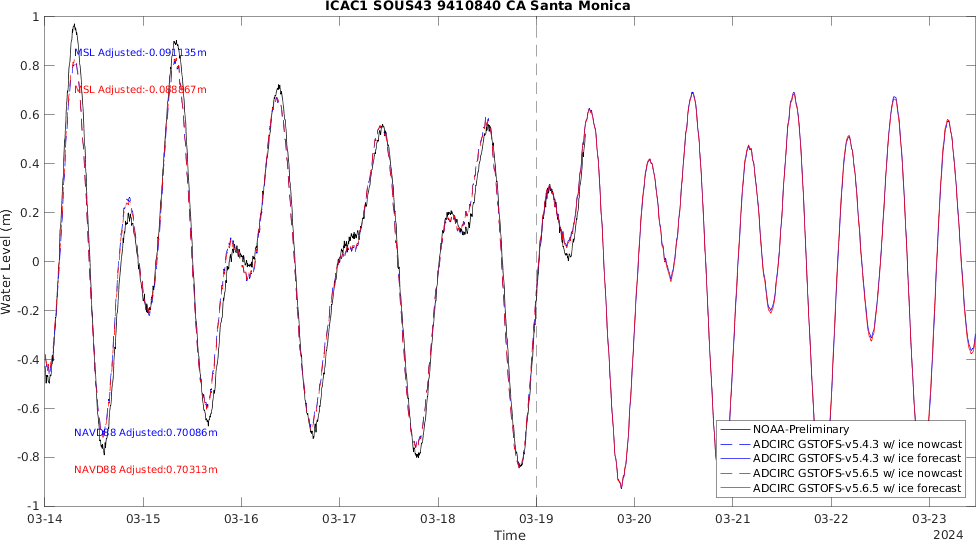 ICAC1 SOUS43 9410840 CA Santa Monica
1
0.8
0.6
0.4
0.2
0
-0.2
-0.4
-0.6
-0.8
-1
Water Level (m)
MSL Adjusted:-0.091135m
MSL Adjusted:-0.088867m
NAVD88 Adjusted:0.70086m
NAVD88 Adjusted:0.70313m
NOAA-Preliminary
ADCIRC GSTOFS-v5.4.3 w/ ice nowcast
ADCIRC GSTOFS-v5.4.3 w/ ice forecast
ADCIRC GSTOFS-v5.6.5 w/ ice nowcast
ADCIRC GSTOFS-v5.6.5 w/ ice forecast
03-14 03-15 03-16 03-17 03-18 03-19 03-20 03-21 03-22 03-23
Time
2024